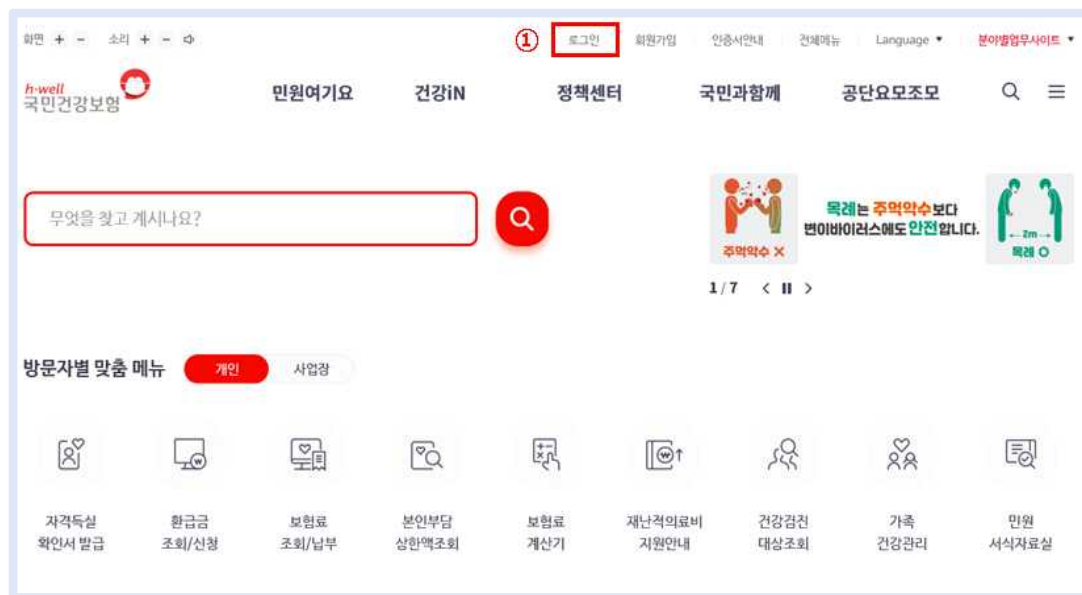 화면 + - 소리 + - ① 로그인 회원가입 인증서안내 전체메뉴 Language ▼ 분야별업무사이트 ▼
h·well
국민건강보험
민원여기요 건강iN 정책센터 국민과함께 공단요모조모
무엇을 찾고 계시나요?
목례는 주먹악수보다
변이바이러스에도 안전합니다.
주먹악수 X
2m
목례 O
1 / 7
방문자별 맞춤 메뉴 개인 사업장
자격득실 환급금 보험료 본인부담 보험료 재난적의료비 건강검진 가족 민원
확인서 발급 조회/신청 조회/납부 상한액조회 계산기 지원안내 대상조회 건강관리 서식자료실